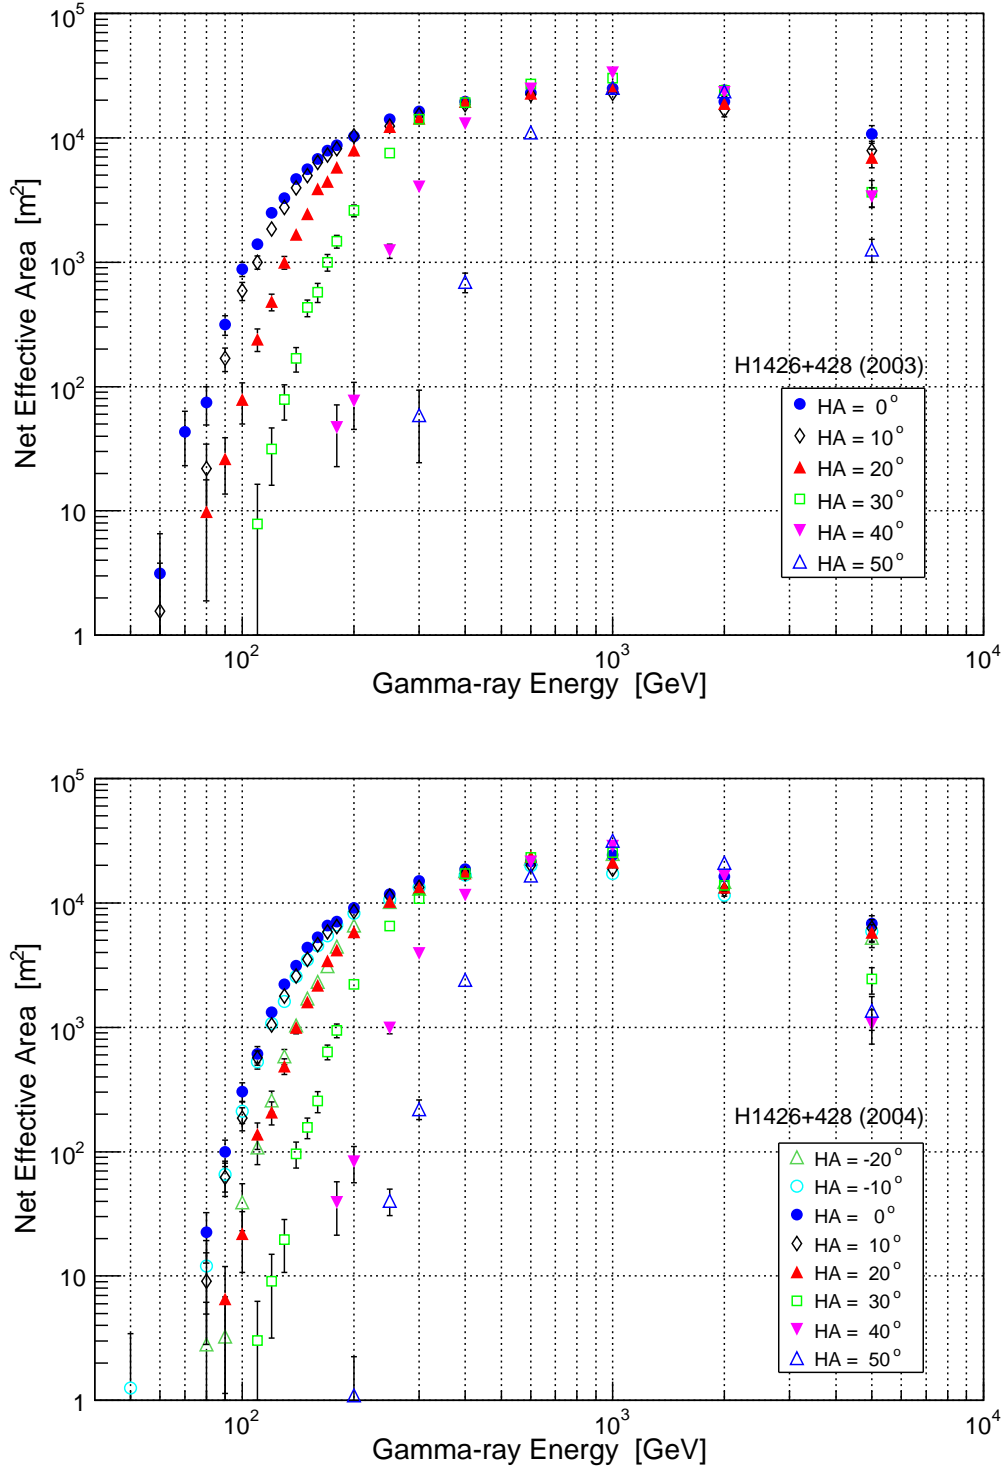 10^5
10^4
10^3
10^2
10
1
Net Effective Area [m^2]
H1426+428 (2003)
HA = 0°
HA = 10°
HA = 20°
HA = 30°
HA = 40°
HA = 50°
10^2
10^3
10^4
Gamma-ray Energy [GeV]
10^5
10^4
10^3
10^2
10
1
Net Effective Area [m^2]
H1426+428 (2004)
HA = -20°
HA = -10°
HA = 0°
HA = 10°
HA = 20°
HA = 30°
HA = 40°
HA = 50°
10^2
10^3
10^4
Gamma-ray Energy [GeV]